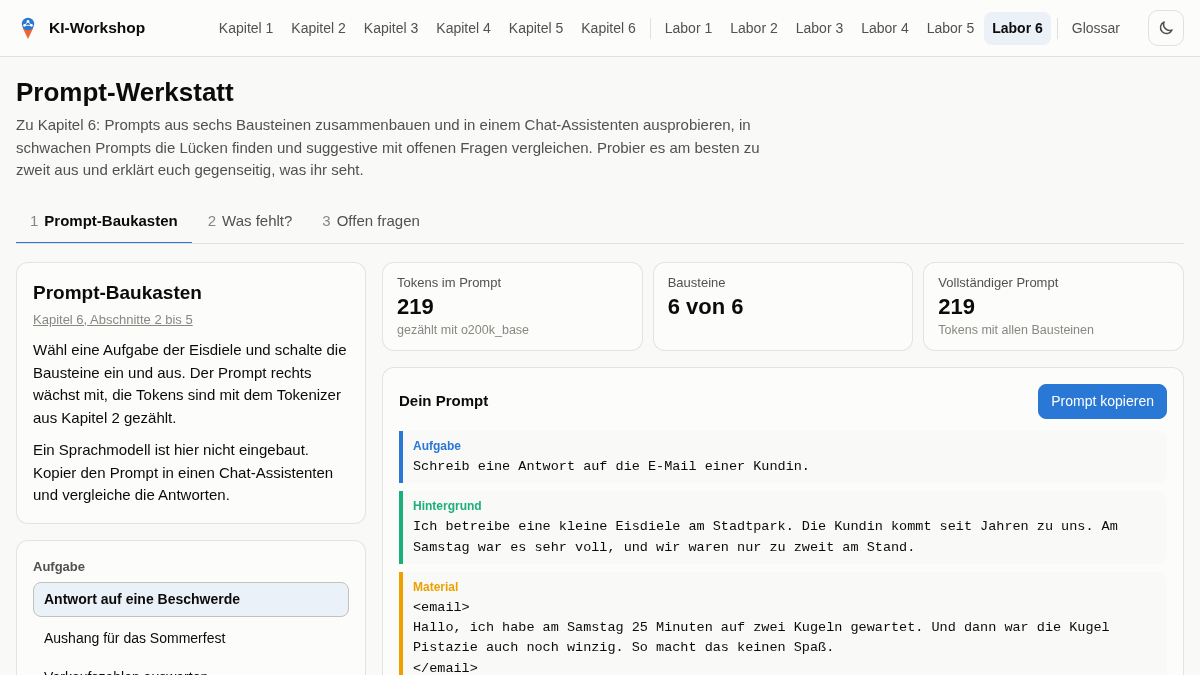 KI-Workshop
Kapitel 1
Kapitel 2
Kapitel 3
Kapitel 4
Kapitel 5
Kapitel 6
Labor 1
Labor 2
Labor 3
Labor 4
Labor 5
Labor 6
Glossar
Prompt-Werkstatt
Zu Kapitel 6: Prompts aus sechs Bausteinen zusammenbauen und in einem Chat-Assistenten ausprobieren, in
schwachen Prompts die Lücken finden und suggestive mit offenen Fragen vergleichen. Probier es am besten zu
zweit aus und erklärt euch gegenseitig, was ihr seht.
1 Prompt-Baukasten
2 Was fehlt?
3 Offen fragen
Prompt-Baukasten
Kapitel 6, Abschnitte 2 bis 5
Wähl eine Aufgabe der Eisdiele und schalte die
Bausteine ein und aus. Der Prompt rechts
wächst mit, die Tokens sind mit dem Tokenizer
aus Kapitel 2 gezählt.
Ein Sprachmodell ist hier nicht eingebaut.
Kopier den Prompt in einen Chat-Assistenten
und vergleiche die Antworten.
Aufgabe
Antwort auf eine Beschwerde
Aushang für das Sommerfest
Verkaufszahlen auswerten
Tokens im Prompt
219
gezählt mit o200k_base
Bausteine
6 von 6
Vollständiger Prompt
219
Tokens mit allen Bausteinen
Dein Prompt
Prompt kopieren
Aufgabe
Schreib eine Antwort auf die E-Mail einer Kundin.
Hintergrund
Ich betreibe eine kleine Eisdiele am Stadtpark. Die Kundin kommt seit Jahren zu uns. Am
Samstag war es sehr voll, und wir waren nur zu zweit am Stand.
Material
<email>
Hallo, ich habe am Samstag 25 Minuten auf zwei Kugeln gewartet. Und dann war die Kugel
Pistazie auch noch winzig. So macht das keinen Spaß.
</email>